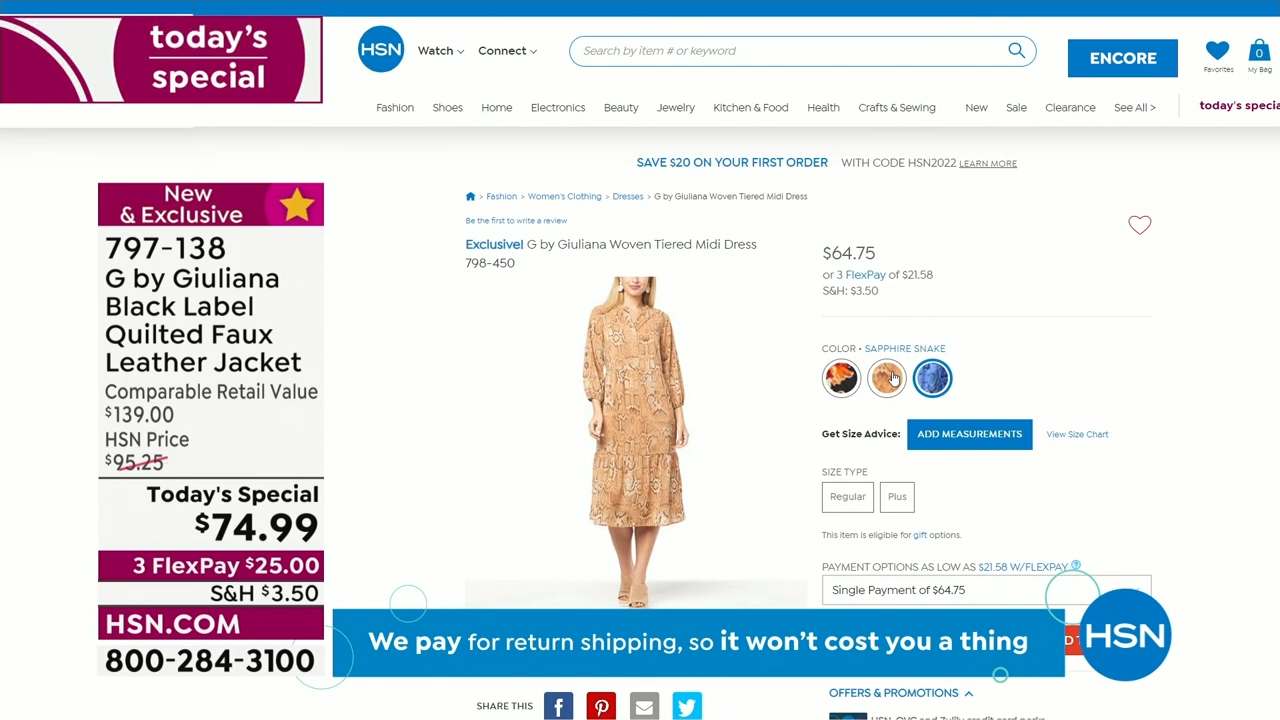 today's
special
HSN
Watch
Connect
Search by item # or keyword
ENCORE
Favorites
0
My Bag
Fashion
Shoes
Home
Electronics
Beauty
Jewelry
Kitchen & Food
Health
Crafts & Sewing
New
Sale
Clearance
See All >
today's specia
SAVE $20 ON YOUR FIRST ORDER WITH CODE HSN2022 LEARN MORE
New
& Exclusive
797-138
G by Giuliana
Black Label
Quilted Faux
Leather Jacket
Comparable Retail Value
$139.00
HSN Price
$95.25
Today's Special
$74.99
3 FlexPay $25.00
S&H $3.50
HSN.COM
800-284-3100
> Fashion > Women's Clothing > Dresses > G by Giuliana Woven Tiered Midi Dress
Be the first to write a review
Exclusive! G by Giuliana Woven Tiered Midi Dress
798-450
$64.75
or 3 FlexPay of $21.58
S&H: $3.50
COLOR • SAPPHIRE SNAKE
Get Size Advice:
ADD MEASUREMENTS
View Size Chart
SIZE TYPE
Regular
Plus
This item is eligible for gift options.
PAYMENT OPTIONS AS LOW AS $21.58 W/FLEXPAY ?
Single Payment of $64.75
We pay for return shipping, so it won't cost you a thing
HSN
SHARE THIS
OFFERS & PROMOTIONS